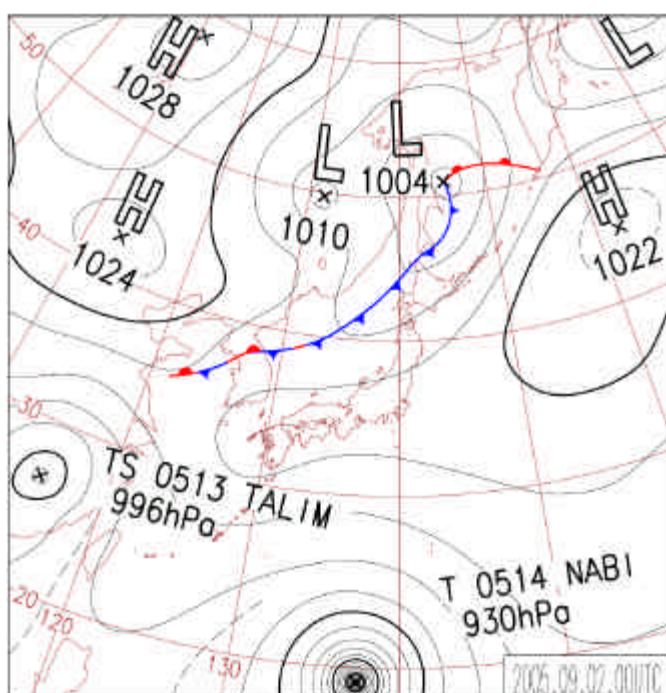 H
1028
L
L
1004
1010
H
1024
H
1022
L
50
40
30
20
120
130
TS 0513 TALIM
996hPa
T 0514 NABI
930hPa
2005.09.02.00UTC